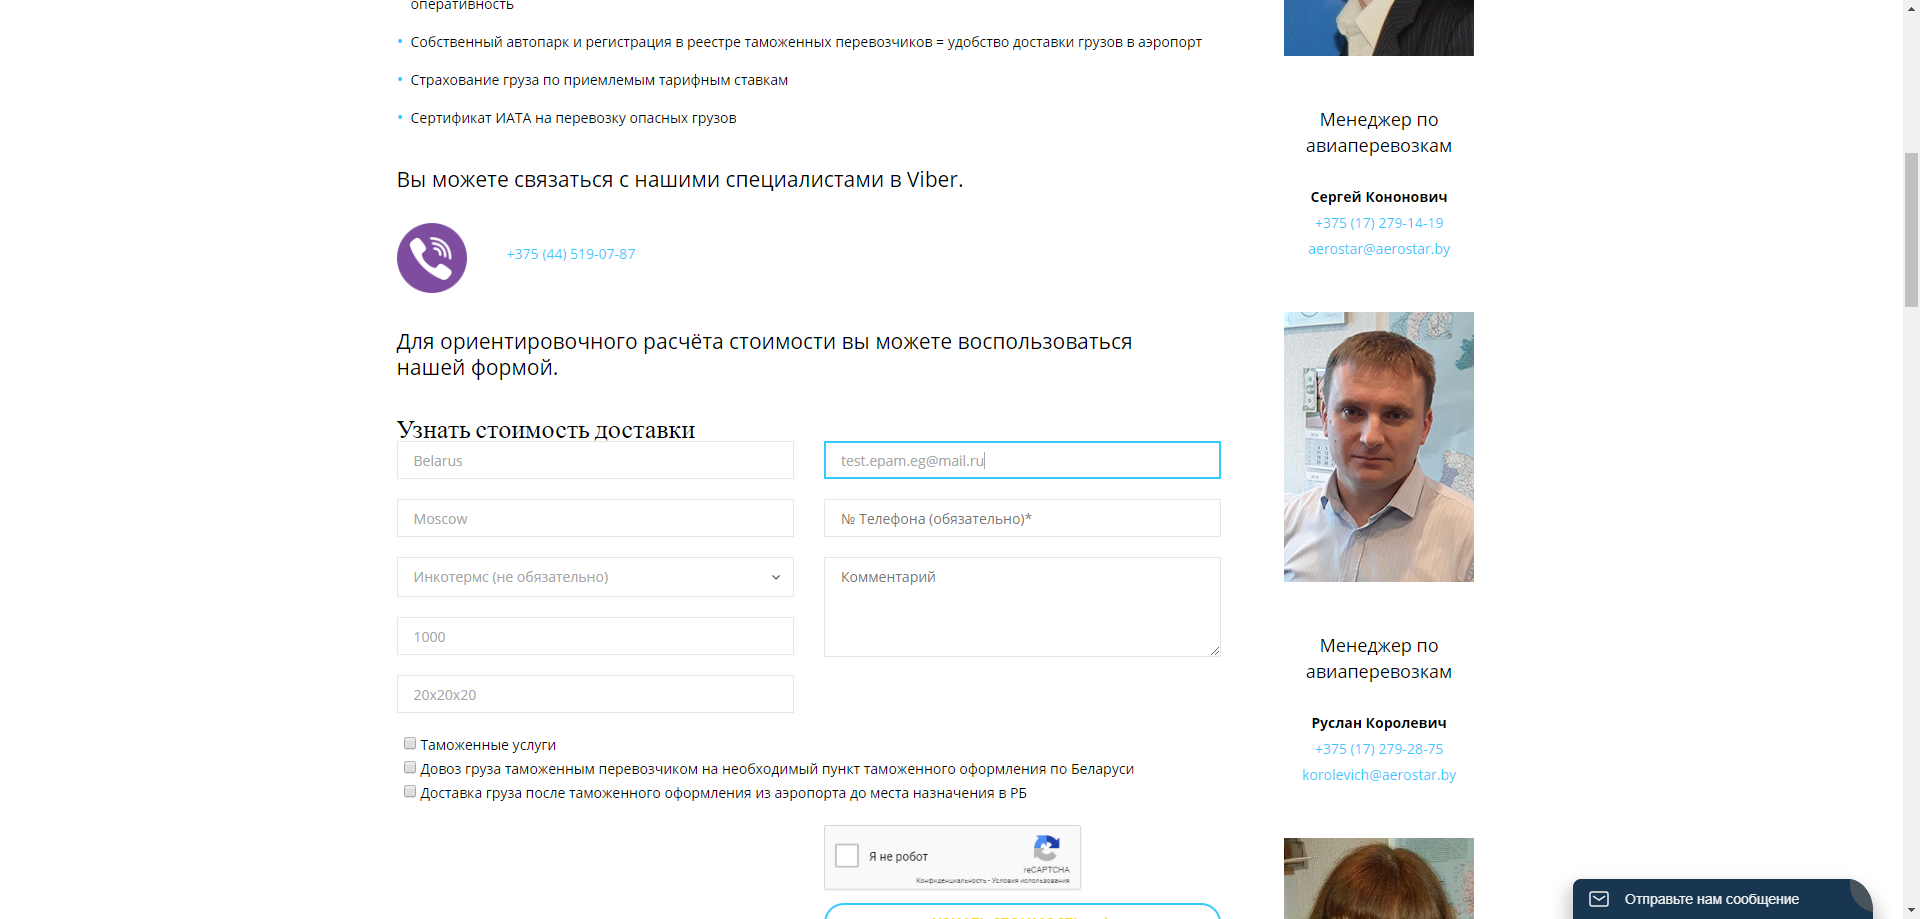 оперативность
Собственный автопарк и регистрация в реестре таможенных перевозчиков = удобство доставки грузов в аэропорт
Страхование груза по приемлемым тарифным ставкам
Сертификат ИАТА на перевозку опасных грузов
Вы можете связаться с нашими специалистами в Viber.
+375 (44) 519-07-87
Для ориентировочного расчёта стоимости вы можете воспользоваться
нашей формой.
Узнать стоимость доставки
Belarus
Moscow
Инкотермс (не обязательно)
1000
20x20x20
test.epam.eg@mail.ru
№ Телефона (обязательно)*
Комментарий
Таможенные услуги
Довоз груза таможенным перевозчиком на необходимый пункт таможенного оформления по Беларуси
Доставка груза после таможенного оформления из аэропорта до места назначения в РБ
Я не робот
reCAPTCHA
Конфиденциальность - Условия использования
Менеджер по
авиаперевозкам
Сергей Кононович
+375 (17) 279-14-19
aerostar@aerostar.by
Менеджер по
авиаперевозкам
Руслан Королевич
+375 (17) 279-28-75
korolevich@aerostar.by
Отправьте нам сообщение